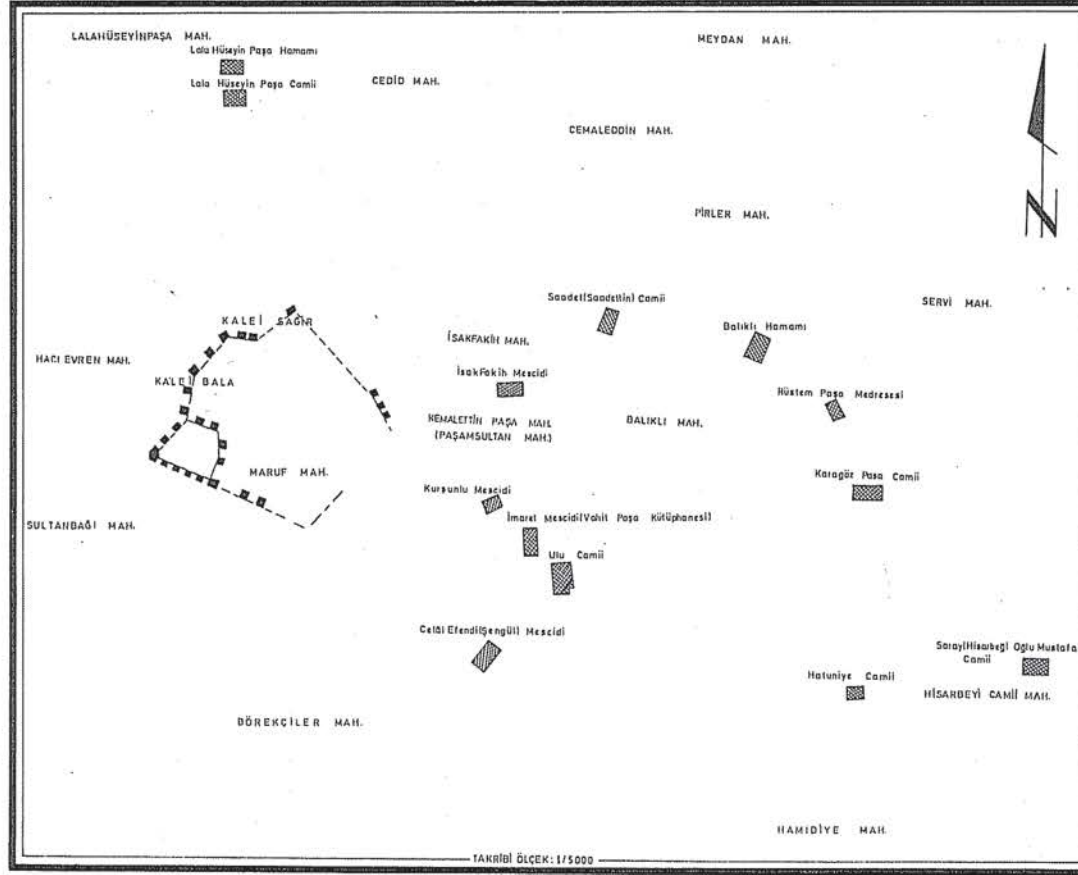 LALAHÜSEYİNPAŞA MAH.
MEYDAN MAH.
Lala Hüseyin Paşa Hamamı
CEDİD MAH.
Lala Hüseyin Paşa Camii
CEMALEDDİN MAH.
PİRLER MAH.
Saadet(Saadettin) Camii
SERVİ MAH.
KALEİ SAĞIR
Balıklı Hamamı
İSAKFAKİH MAH.
HACI EVREN MAH.
İsakFakih Mescidi
KALEİ BALA
Rüstem Paşa Medresesi
KEMALETTİN PAŞA MAH.
(PAŞAMSULTAN MAH.)
BALIKLI MAH.
MARUF MAH.
Karagöz Paşa Camii
Kurşunlu Mescidi
İmaret Mescidi(Vahit Paşa Kütüphanesi)
SULTANBAĞI MAH.
Ulu Camii
Celâl Efendi(Şengül) Mescidi
Saray(Hisarbeği Oğlu Mustafa
Camii
Hatuniye Camii
HİSARBEYİ CAMİİ MAH.
BÖREKÇİLER MAH.
HAMİDİYE MAH.
TAKRİBİ ÖLÇEK: 1/5000
N